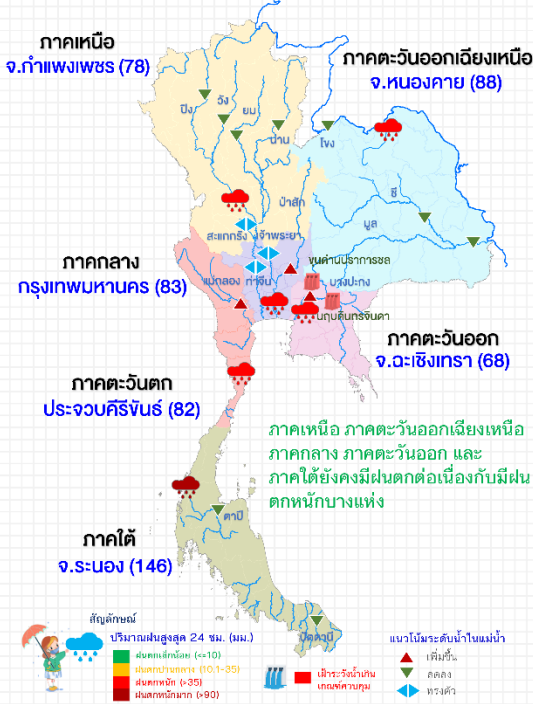 ภาคเหนือ
จ.กำแพงเพชร (78)
ภาคตะวันออกเฉียงเหนือ
จ.หนองคาย (88)
ปิง
วัง
ยม
น่าน
โขง
ชี
มูล
ป่าสัก
สะแกกรัง
เจ้าพระยา
ขุนด่านปราการชล
แม่กลอง
ท่าจีน
บางปะกง
นฤบดินทรจินดา
ภาคกลาง
กรุงเทพมหานคร (83)
ภาคตะวันออก
จ.ฉะเชิงเทรา (68)
ภาคตะวันตก
ประจวบคีรีขันธ์ (82)
ภาคเหนือ ภาคตะวันออกเฉียงเหนือ
ภาคกลาง ภาคตะวันออก และ
ภาคใต้ยังคงมีฝนตกต่อเนื่องกับมีฝน
ตกหนักบางแห่ง
ตาปี
ภาคใต้
จ.ระนอง (146)
ปัตตานี
สัญลักษณ์
ปริมาณฝนสูงสุด 24 ชม. (มม.)
ฝนตกเล็กน้อย (<=10)
ฝนตกปานกลาง (10.1-35)
ฝนตกหนัก (>35)
ฝนตกหนักมาก (>90)
เฝ้าระวังน้ำเกิน
เกณฑ์ควบคุม
แนวโน้มระดับน้ำในแม่น้ำ
เพิ่มขึ้น
ลดลง
ทรงตัว